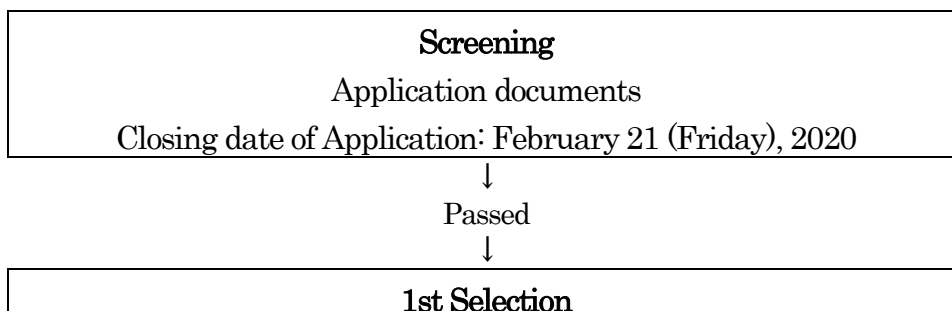 Screening
Application documents
Closing date of Application: February 21 (Friday), 2020
↓
Passed
↓
1st Selection